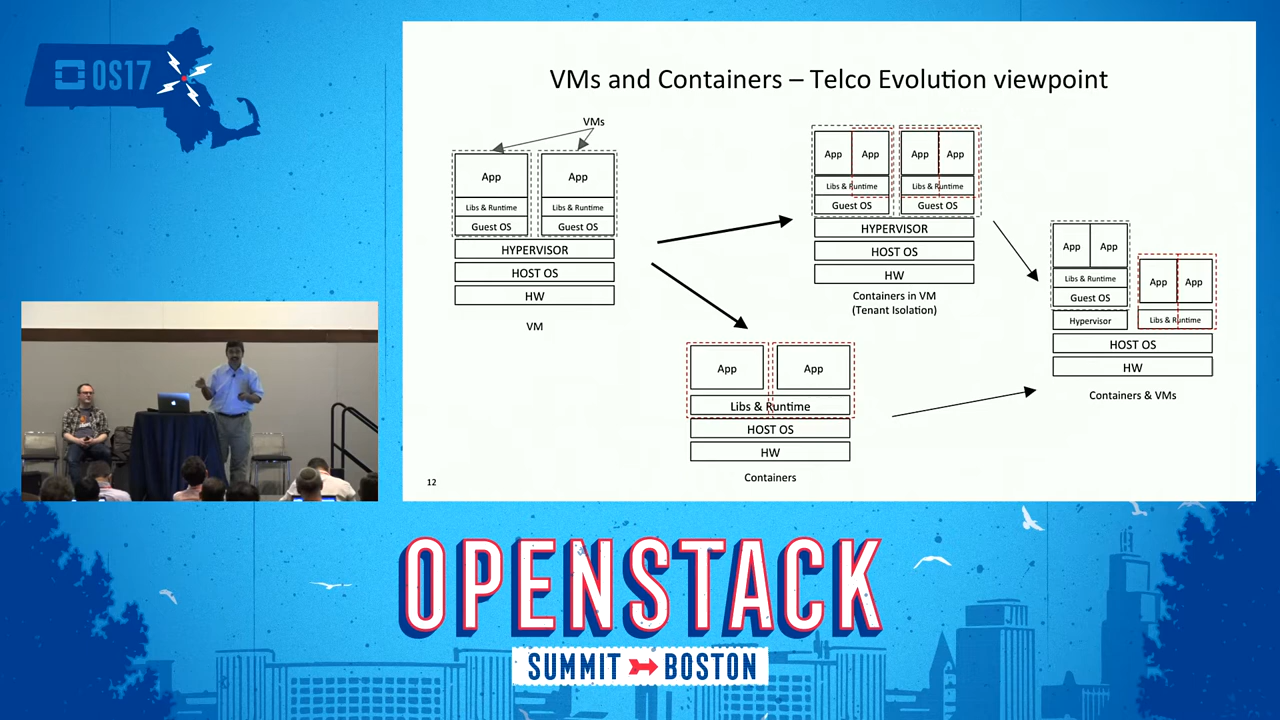 OS17
VMs and Containers – Telco Evolution viewpoint
VMs
App
App
Libs & Runtime
Libs & Runtime
Guest OS
Guest OS
HYPERVISOR
HOST OS
HW
VM
App
App
App
App
Libs & Runtime
Libs & Runtime
Guest OS
Guest OS
HYPERVISOR
HOST OS
HW
Containers in VM
(Tenant Isolation)
App
App
Libs & Runtime
HOST OS
HW
Containers
App
App
Libs & Runtime
Guest OS
Hypervisor
App
App
Libs & Runtime
HOST OS
HW
Containers & VMs
12
OPENSTACK
SUMMIT BOSTON